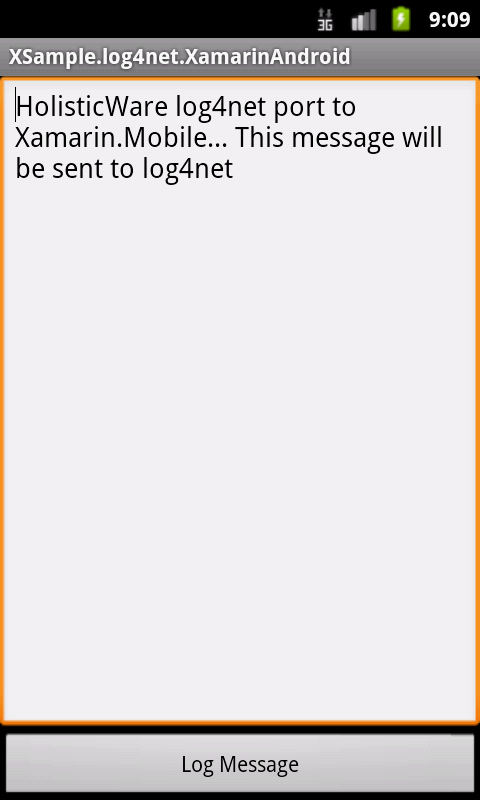 3G 9:09
XSample.log4net.XamarinAndroid
HolisticWare log4net port to
Xamarin.Mobile... This message will
be sent to log4net
Log Message